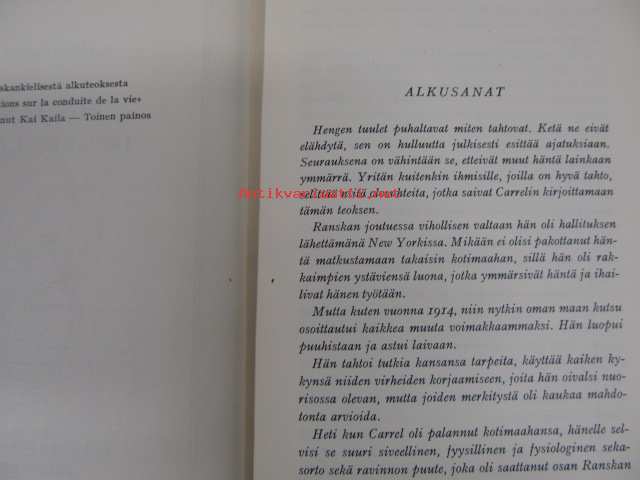 skankielisestä alkuteoksesta
ions sur la conduite de la vie»
nut Kai Kaila — Toinen painos
ALKUSANAT
Hengen tuulet puhaltavat miten tahtovat. Ketä ne eivät
elähdytä, sen on hulluutta julkisesti esittää ajatuksiaan.
Seurauksena on vähintään se, etteivät muut häntä lainkaan
ymmärrä. Yritän kuitenkin ihmisille, joilla on hyvä tahto,
selittää niitä olosuhteita, jotka saivat Carrelin kirjoittamaan
tämän teoksen.
Ranskan joutuessa vihollisen valtaan hän oli hallituksen
lähettämänä New Yorkissa. Mikään ei olisi pakottanut hän-
tä matkustamaan takaisin kotimaahan, sillä hän oli rak-
kaimpien ystäviensä luona, jotka ymmärsivät häntä ja ihai-
livat hänen työtään.
Mutta kuten vuonna 1914, niin nytkin oman maan kutsu
osoittautui kaikkea muuta voimakkaammaksi. Hän luopui
puuhistaan ja astui laivaan.
Hän tahtoi tutkia kansansa tarpeita, käyttää kaiken ky-
kynsä niiden virheiden korjaamiseen, joita hän oivalsi nuo-
risossa olevan, mutta joiden merkitystä oli kaukaa mahdo-
tonta arvioida.
Heti kun Carrel oli palannut kotimaahansa, hänelle sel-
visi se suuri siveellinen, fyysillinen ja fysiologinen seka-
sorto sekä ravinnon puute, joka oli saattanut osan Ranskan